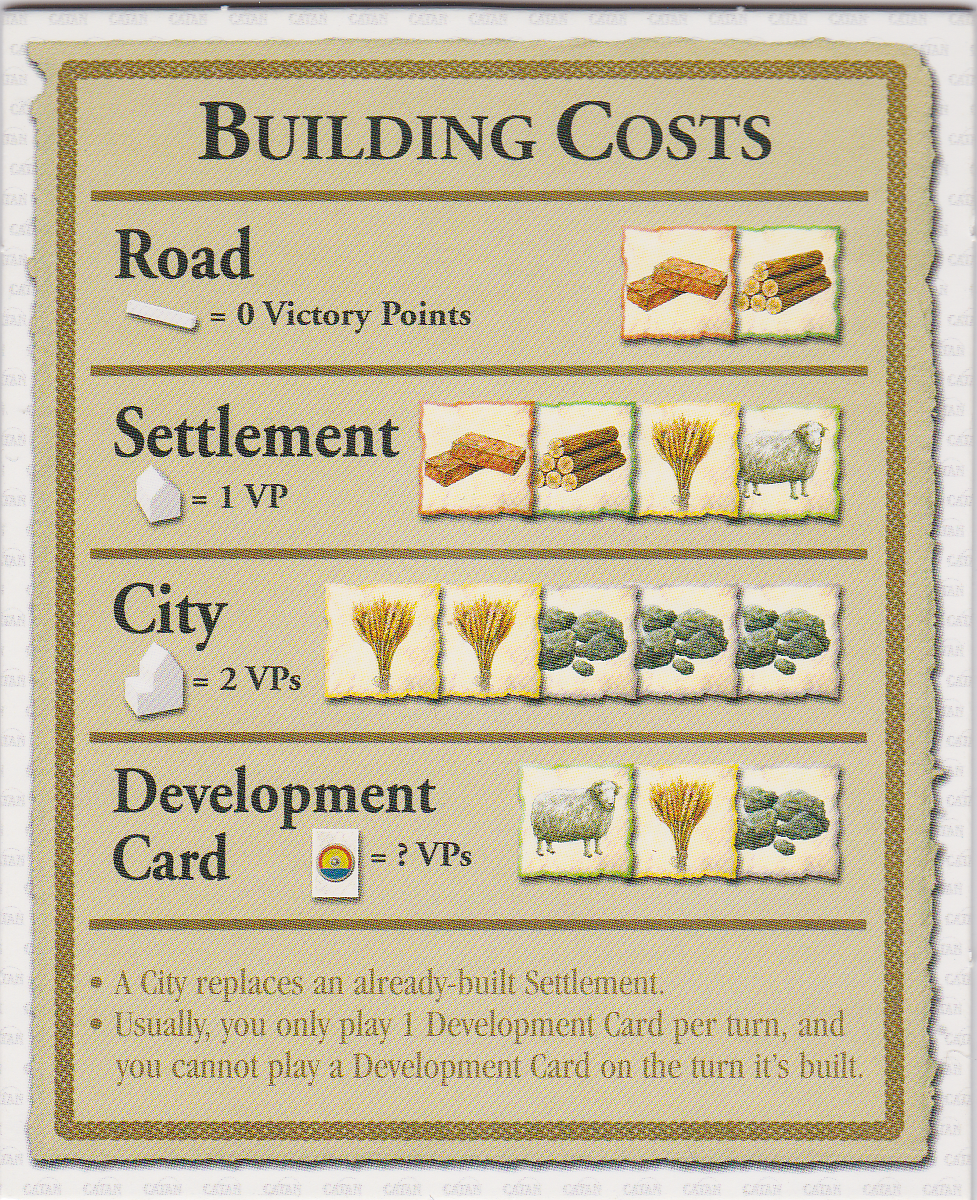 BUILDING COSTS
Road
= 0 Victory Points
Settlement
= 1 VP
City
= 2 VPs
Development
Card
= ? VPs
• A City replaces an already-built Settlement.
• Usually, you only play 1 Development Card per turn, and
you cannot play a Development Card on the turn it's built.